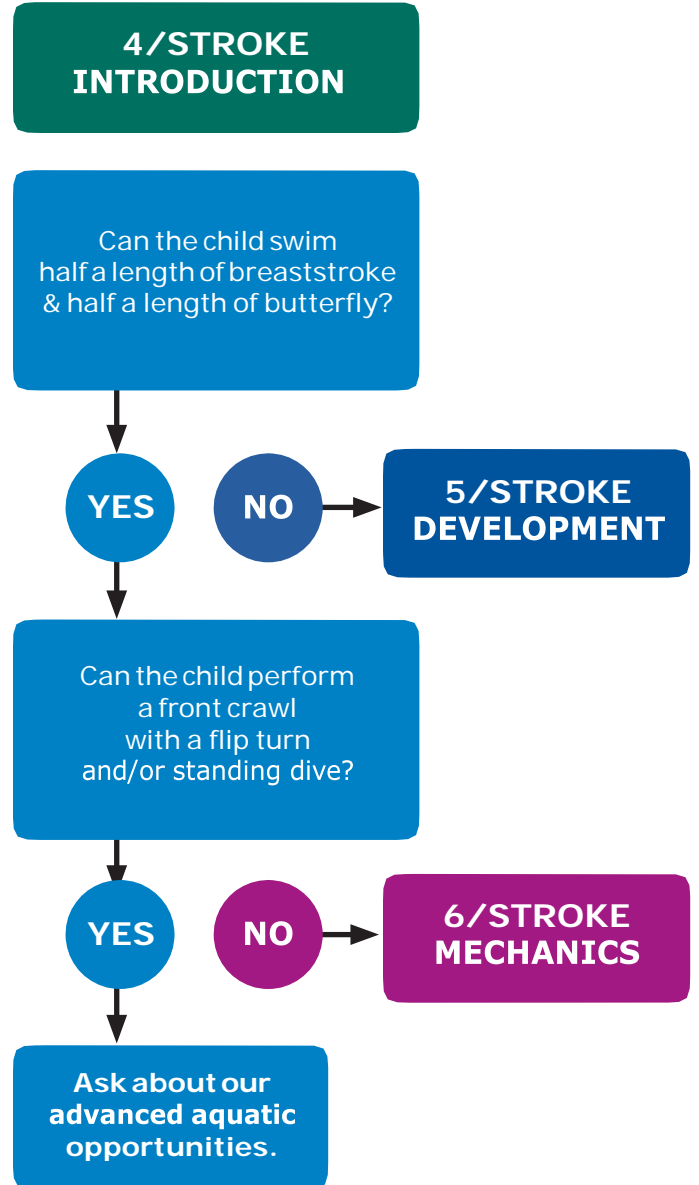 4/STROKE
INTRODUCTION
Can the child swim
half a length of breaststroke
& half a length of butterfly?
YES
NO
5/STROKE
DEVELOPMENT
Can the child perform
a front crawl
with a flip turn
and/or standing dive?
YES
NO
6/STROKE
MECHANICS
Ask about our
advanced aquatic
opportunities.